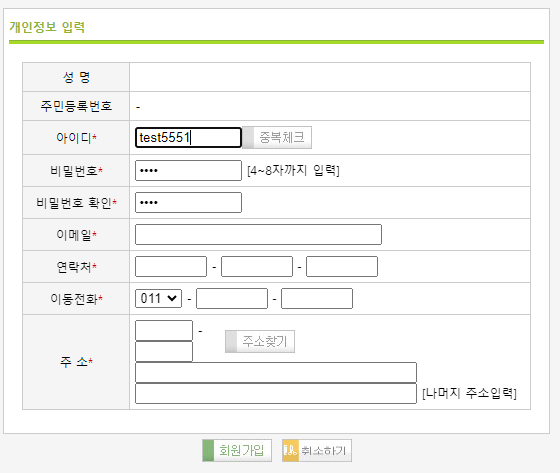 개인정보 입력
성 명
주민등록번호 -
아이디* test5551 중복체크
비밀번호* •••• [4~8자까지 입력]
비밀번호 확인* ••••
이메일*
연락처* - -
이동전화* 011 - -
주 소* - 주소찾기
[나머지 주소입력]
회원가입 취소하기